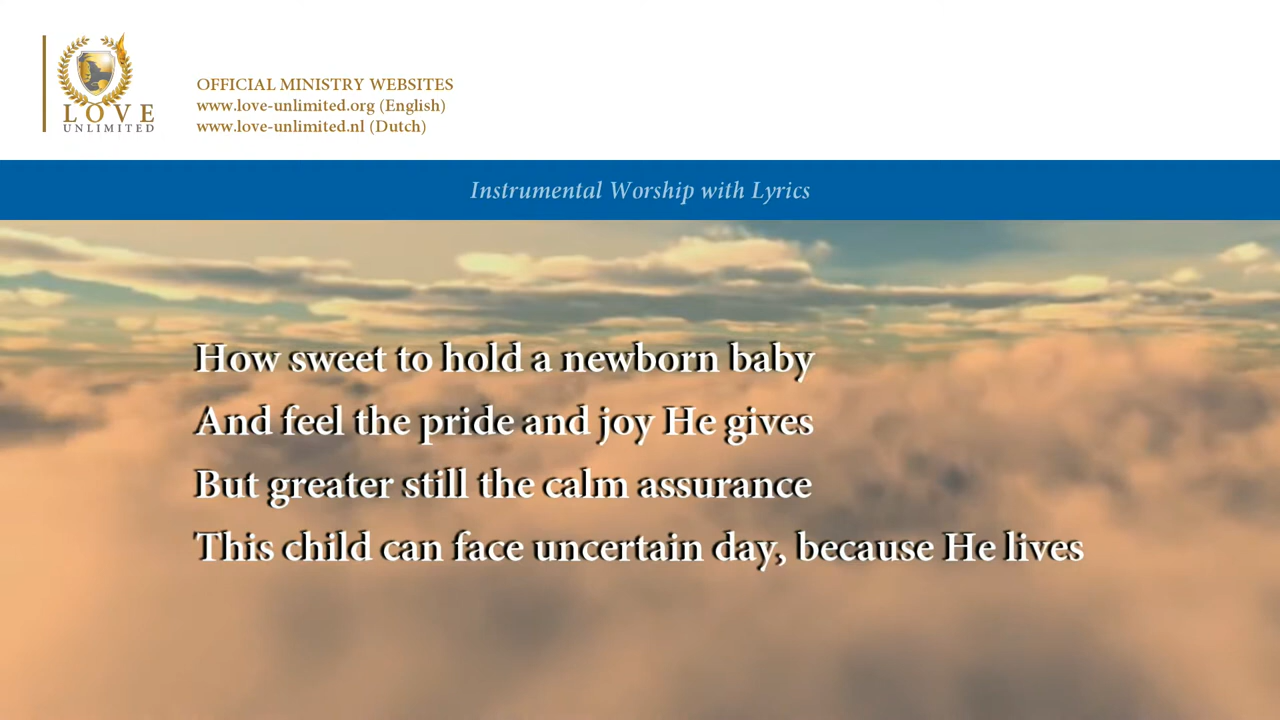 LOVE
UNLIMITED
OFFICIAL MINISTRY WEBSITES
www.love-unlimited.org (English)
www.love-unlimited.nl (Dutch)
Instrumental Worship with Lyrics
How sweet to hold a newborn baby
And feel the pride and joy He gives
But greater still the calm assurance
This child can face uncertain day, because He lives